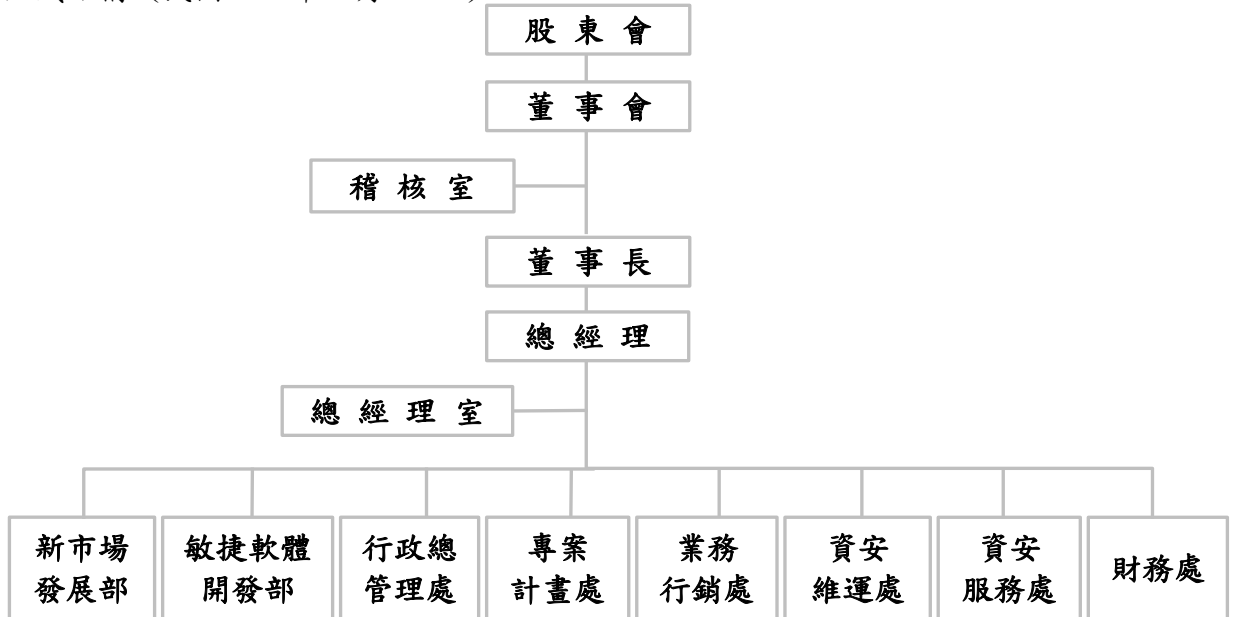 股東會
董事會
稽核室
董事長
總經理
總經理室
新市場
發展部
敏捷軟體
開發部
行政總
管理處
專案
計畫處
業務
行銷處
資安
維運處
資安
服務處
財務處